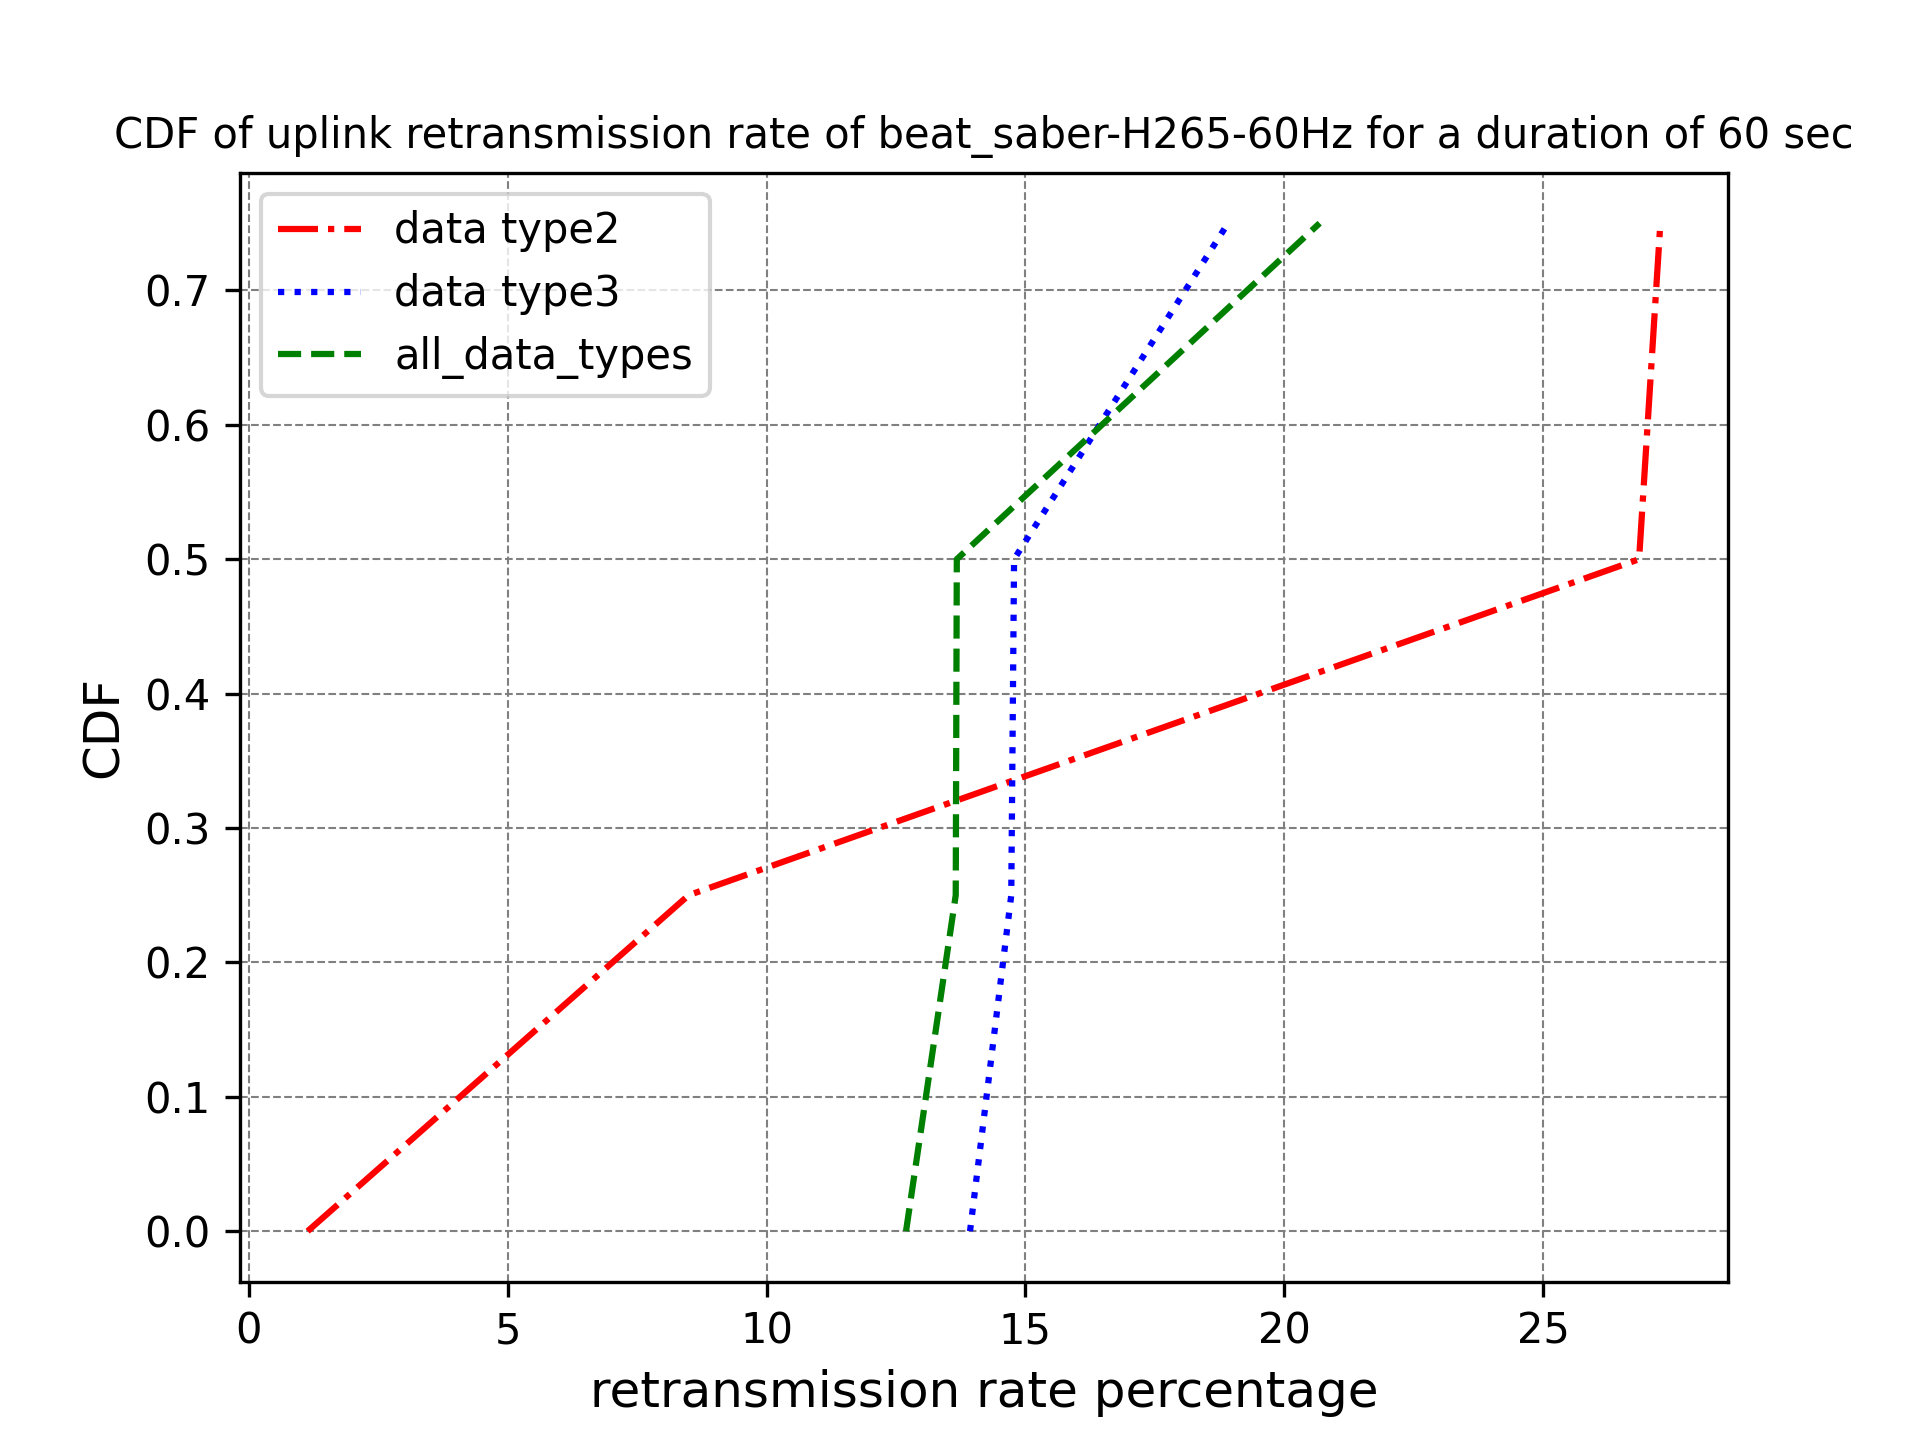 CDF of uplink retransmission rate of beat_saber-H265-60Hz for a duration of 60 sec
data type2
data type3
all_data_types
0.7
0.6
0.5
0.4
0.3
0.2
0.1
0.0
CDF
0 5 10 15 20 25
retransmission rate percentage